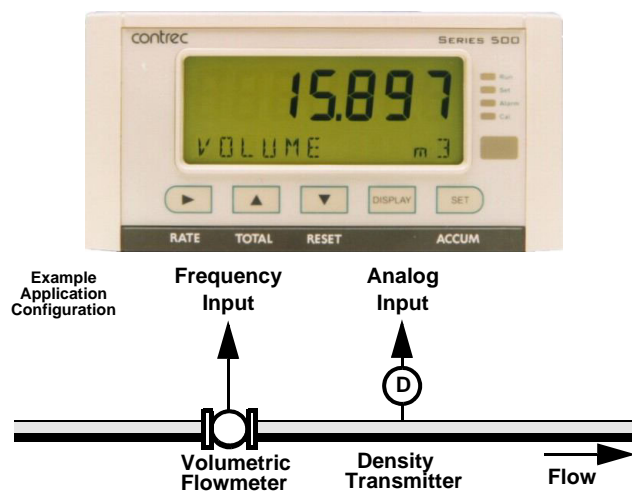 contrec SERIES 500
15.897
VOLUME m3
Run
Set
Alarm
Cal
DISPLAY SET
RATE TOTAL RESET ACCUM
Example
Application
Configuration
Frequency
Input
Analog
Input
D
Volumetric
Flowmeter
Density
Transmitter
Flow